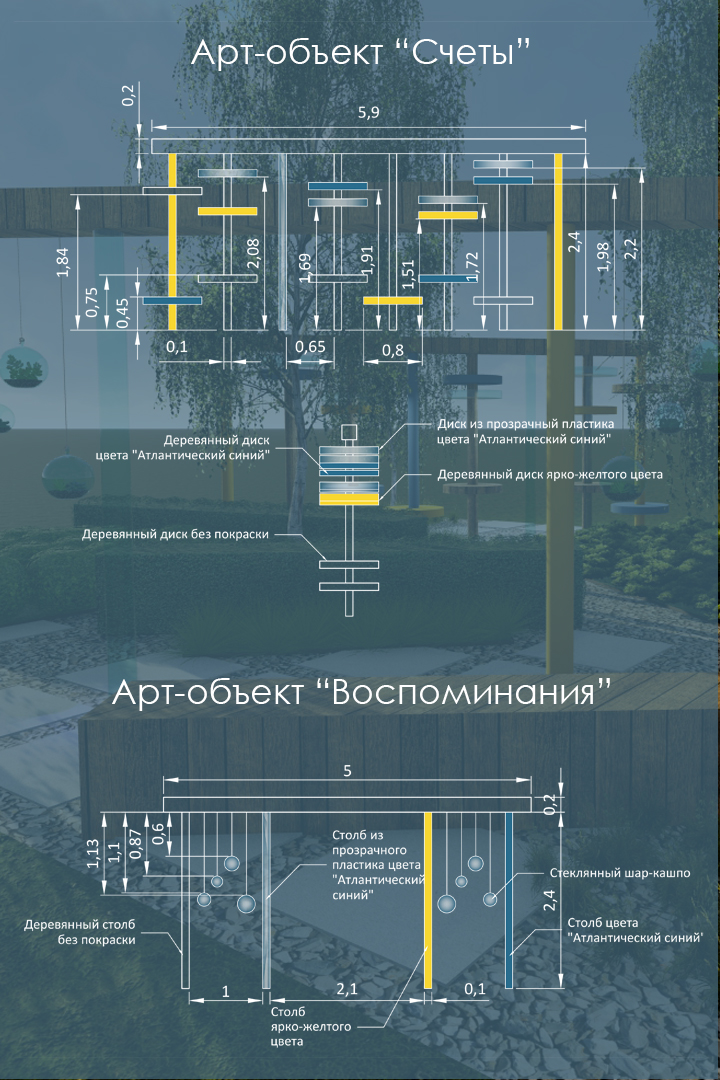 Арт-объект “Счеты”
0,2
5,9
1,84
0,75
0,45
2,08
1,69
1,91
1,51
1,72
2,4
1,98
2,2
0,1
0,65
0,8
Деревянный диск
цвета "Атлантический синий"
Диск из прозрачный пластика
цвета "Атлантический синий"
Деревянный диск ярко-желтого цвета
Деревянный диск без покраски
Арт-объект “Воспоминания”
5
0,2
1,13
1,1
0,87
0,6
Столб из
прозрачного
пластика цвета
"Атлантический
синий"
Стеклянный шар-кашпо
2,4
Деревянный столб
без покраски
Столб цвета
"Атлантический синий'
1
2,1
0,1
Столб
ярко-желтого
цвета